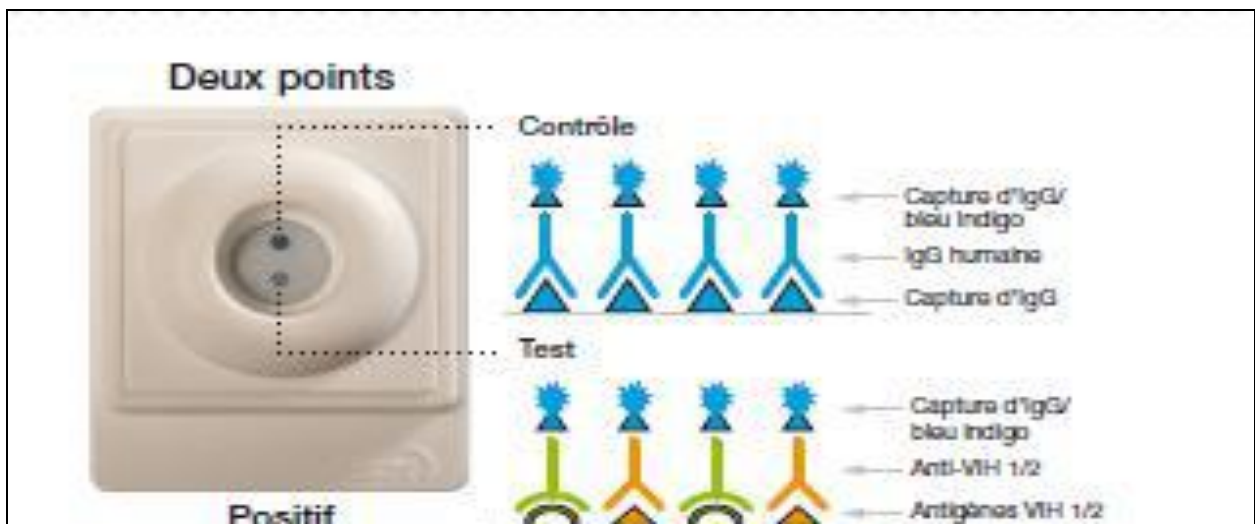 Deux points
Contrôle
Capture d'IgG/
bleu indigo
IgG humaine
Capture d'IgG
Test
Capture d'IgG/
bleu indigo
Anti-VIH 1/2
Antigènes VIH 1/2
Positif